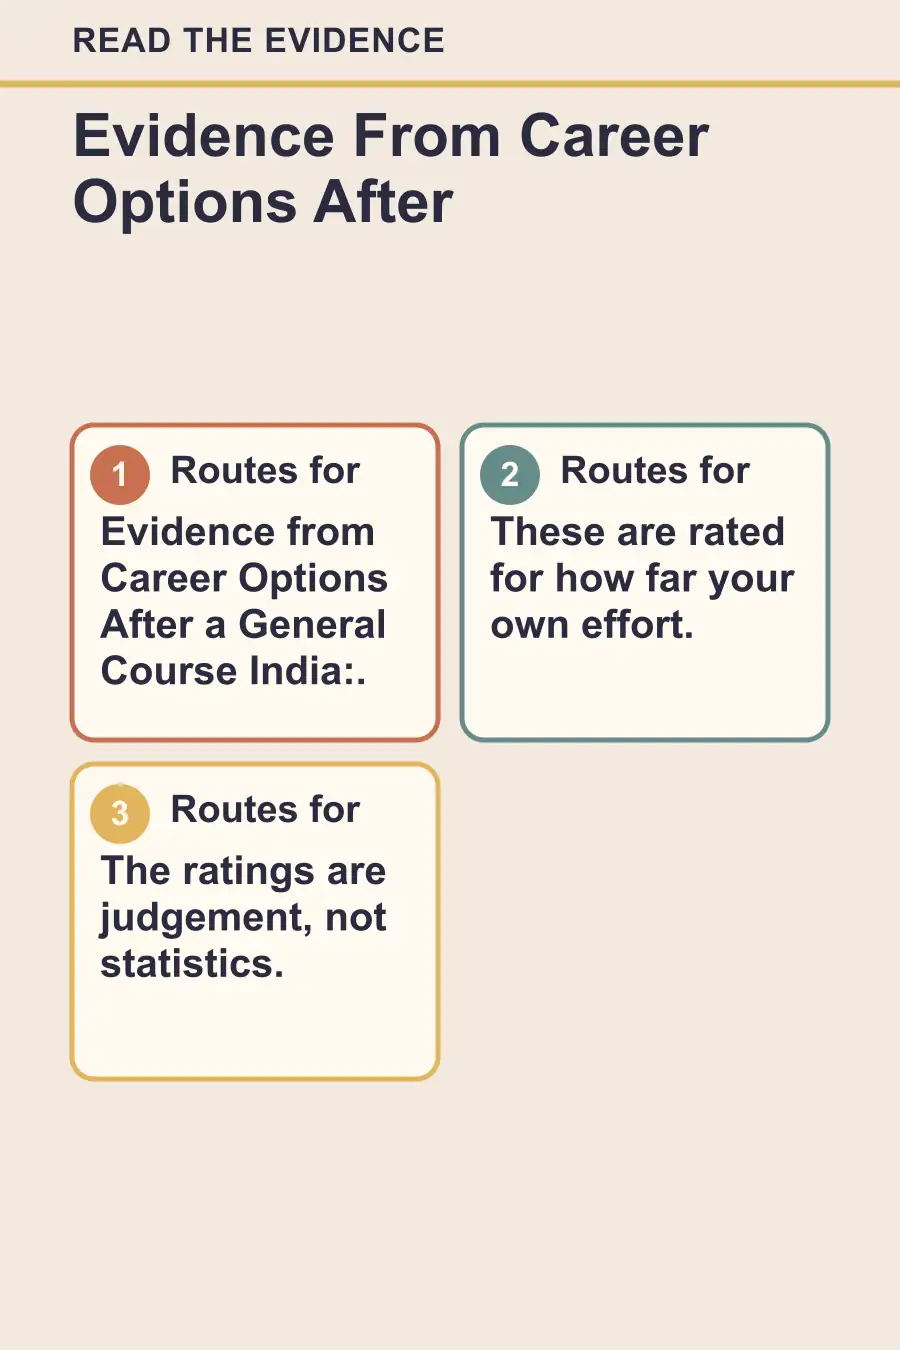 READ THE EVIDENCE
Evidence From Career
Options After
1 Routes for
Evidence from
Career Options
After a General
Course India:.
2 Routes for
These are rated
for how far your
own effort.
3 Routes for
The ratings are
judgement, not
statistics.